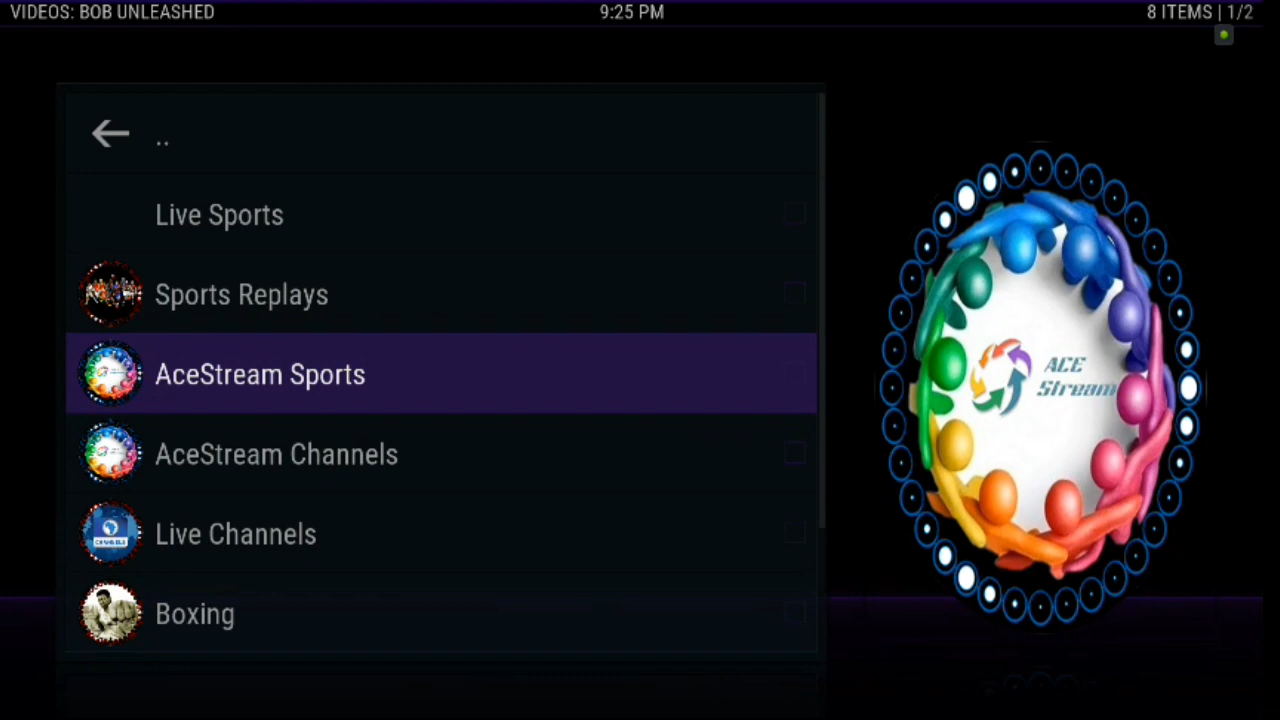 VIDEOS: BOB UNLEASHED
9:25 PM
8 ITEMS | 1/2
..
Live Sports
Sports Replays
AceStream Sports
AceStream Channels
Live Channels
Boxing
ACE
Stream
CHANNELS